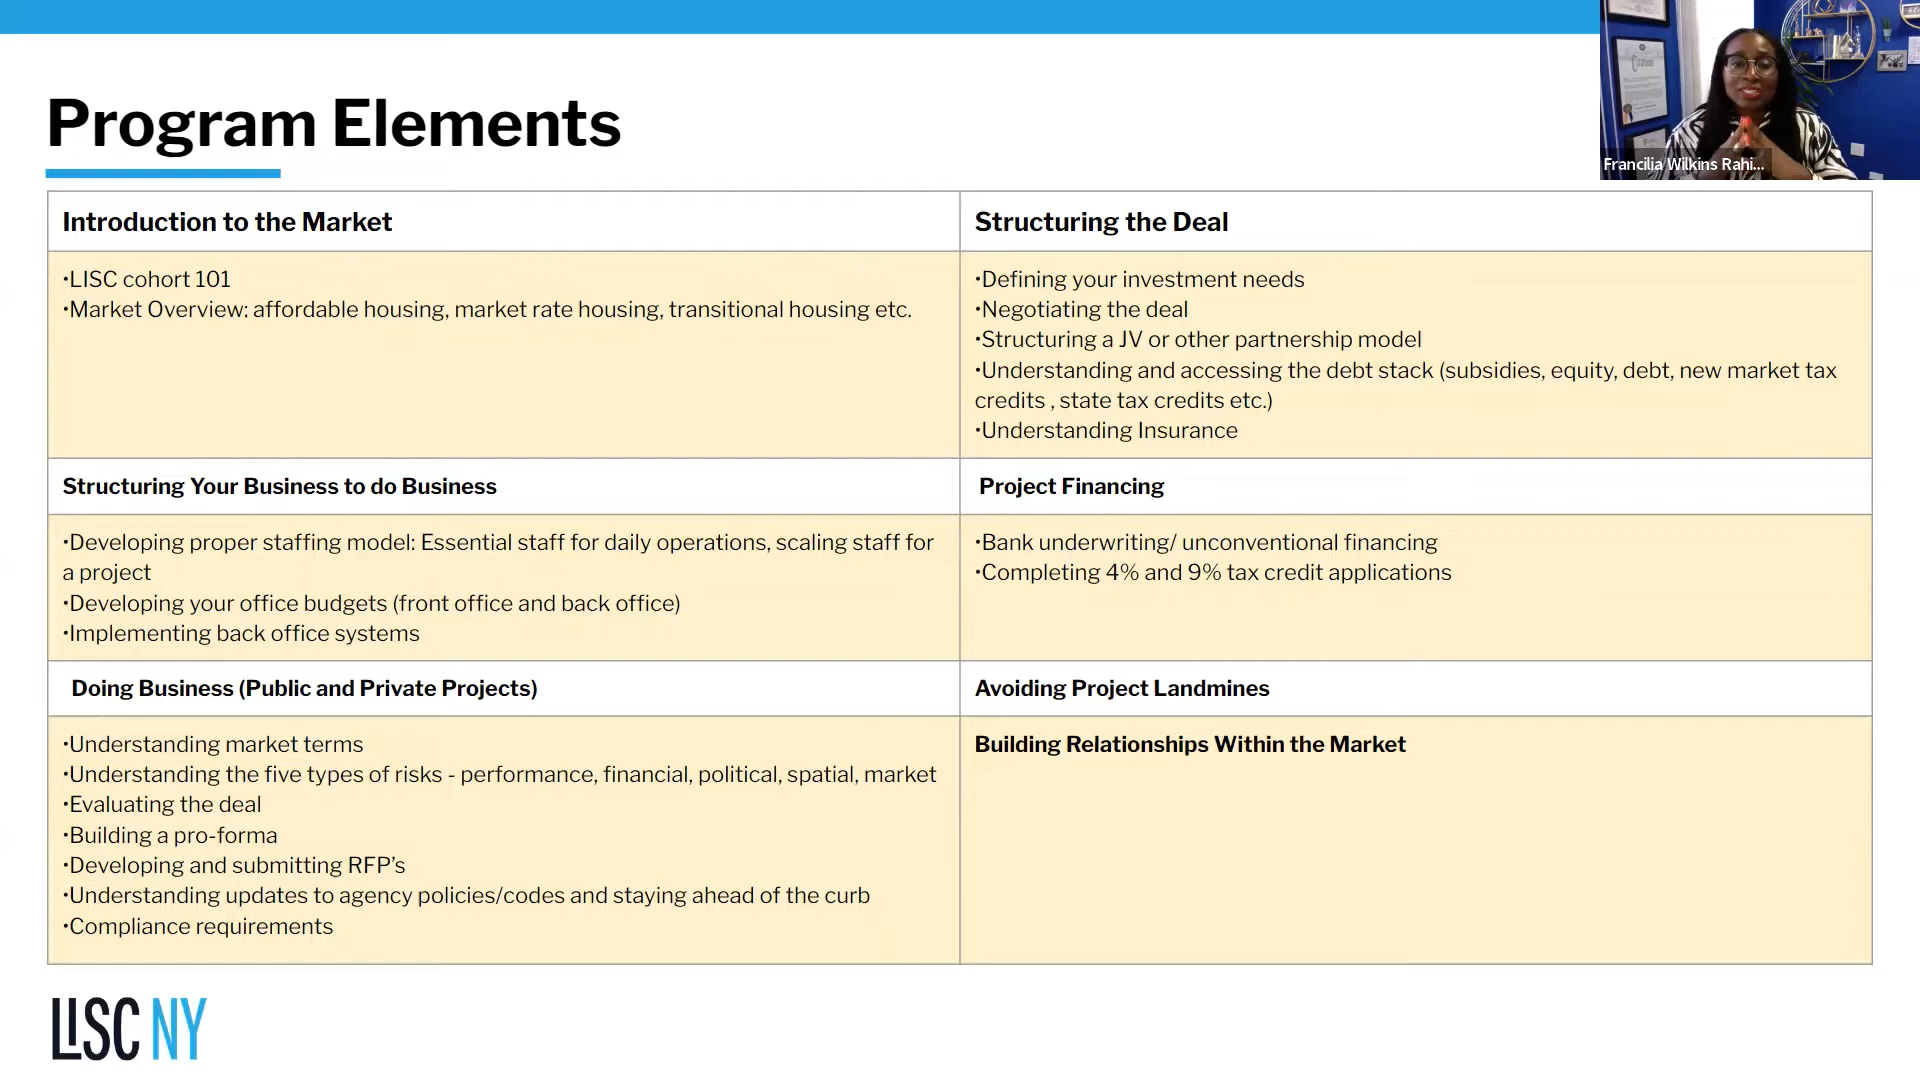 Program Elements
Francilia Wilkins Rahi...
Introduction to the Market
•LISC cohort 101
•Market Overview: affordable housing, market rate housing, transitional housing etc.
Structuring the Deal
•Defining your investment needs
•Negotiating the deal
•Structuring a JV or other partnership model
•Understanding and accessing the debt stack (subsidies, equity, debt, new market tax
credits , state tax credits etc.)
•Understanding Insurance
Structuring Your Business to do Business
•Developing proper staffing model: Essential staff for daily operations, scaling staff for
a project
•Developing your office budgets (front office and back office)
•Implementing back office systems
Project Financing
•Bank underwriting/ unconventional financing
•Completing 4% and 9% tax credit applications
Doing Business (Public and Private Projects)
•Understanding market terms
•Understanding the five types of risks - performance, financial, political, spatial, market
•Evaluating the deal
•Building a pro-forma
•Developing and submitting RFP’s
•Understanding updates to agency policies/codes and staying ahead of the curb
•Compliance requirements
Avoiding Project Landmines
Building Relationships Within the Market
LISC NY